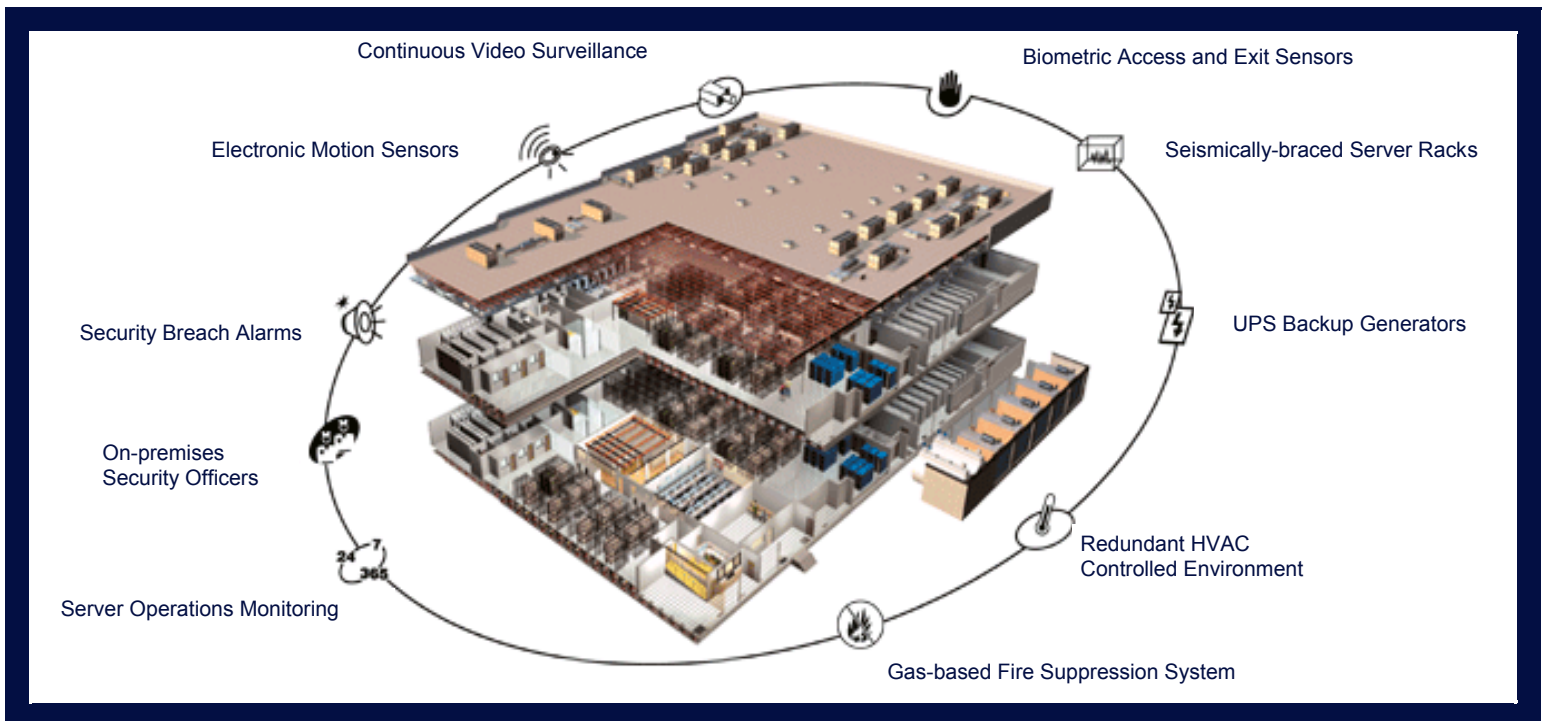 Continuous Video Surveillance
Biometric Access and Exit Sensors
Electronic Motion Sensors
Seismically-braced Server Racks
Security Breach Alarms
UPS Backup Generators
On-premises
Security Officers
24
7
365
Redundant HVAC
Controlled Environment
Server Operations Monitoring
Gas-based Fire Suppression System